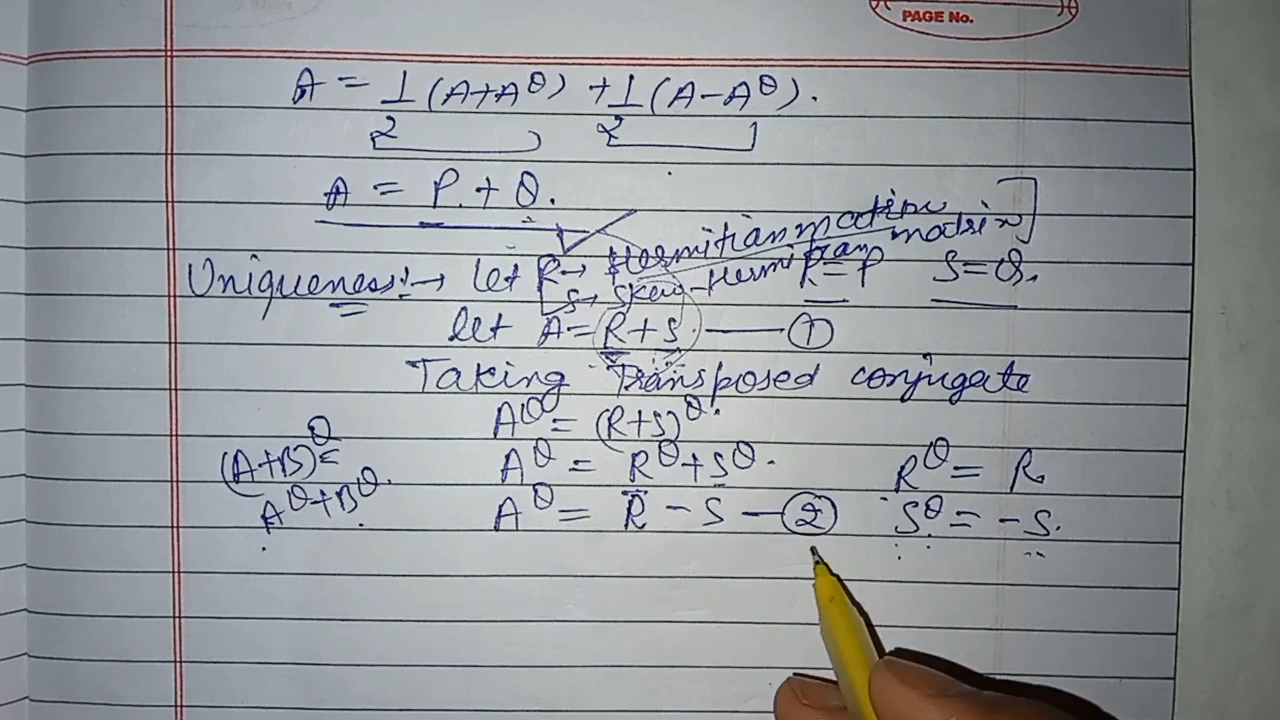 PAGE No.
A = 1/2 (A+A^θ) + 1/2 (A-A^θ).
A = P + Q.
Uniqueness:→ let R→ Hermitian matrix
S→ Skew-Hermitian matrix]
R=P S=Q.
let A=R+S ——— ①
Taking Transposed conjugate
A^θ = (R+S)^θ.
(A+B)^θ = A^θ = R^θ+S^θ. R^θ = R
A^θ+B^θ. A^θ = R - S — ② S^θ = -S.